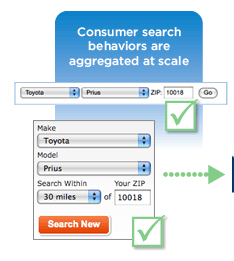 Consumer search
behaviors are
aggregated at scale
Toyota Prius ZIP: 10018 Go
Make
Toyota
Model
Prius
Search Within Your ZIP
30 miles of 10018
Search New